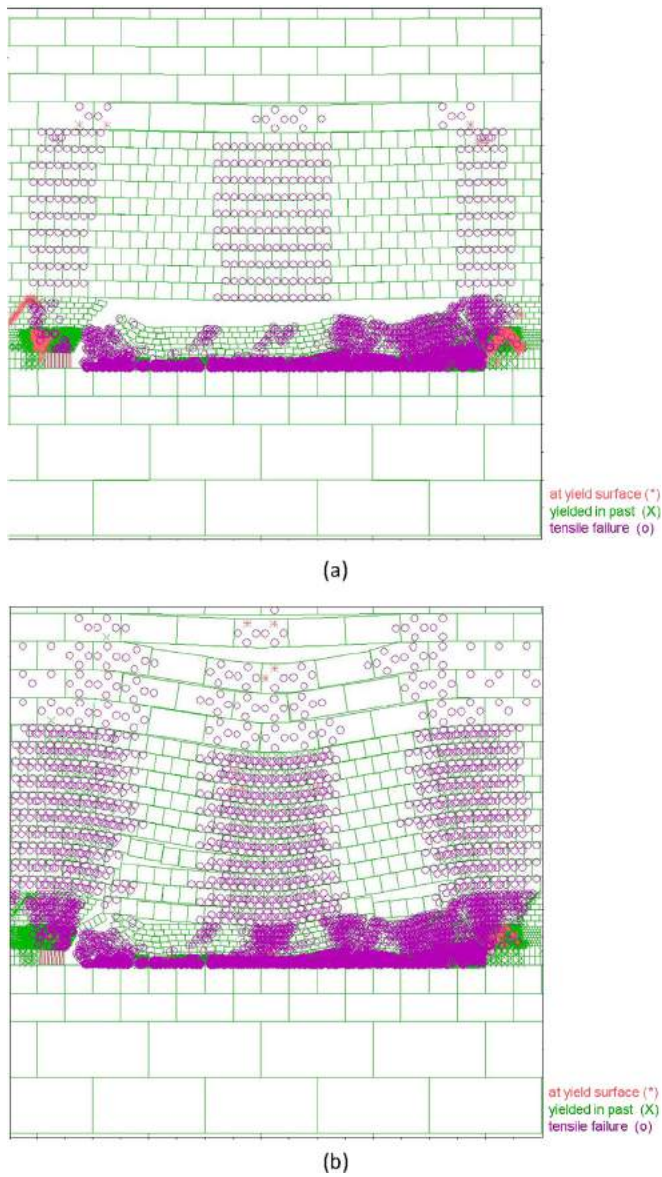 at yield surface (*)
yielded in past (X)
tensile failure (o)
(a)
at yield surface (*)
yielded in past (X)
tensile failure (o)
(b)